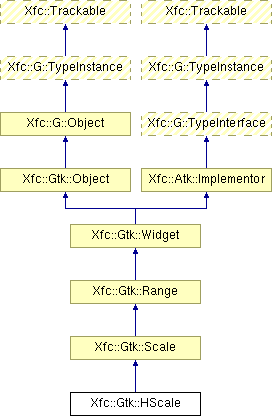 Xfc::Trackable Xfc::Trackable
Xfc::G::TypeInstance Xfc::G::TypeInstance
Xfc::G::Object Xfc::G::TypeInterface
Xfc::Gtk::Object Xfc::Atk::Implementor
Xfc::Gtk::Widget
Xfc::Gtk::Range
Xfc::Gtk::Scale
Xfc::Gtk::HScale